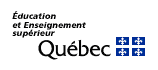 Éducation
et Enseignement
supérieur
Québec